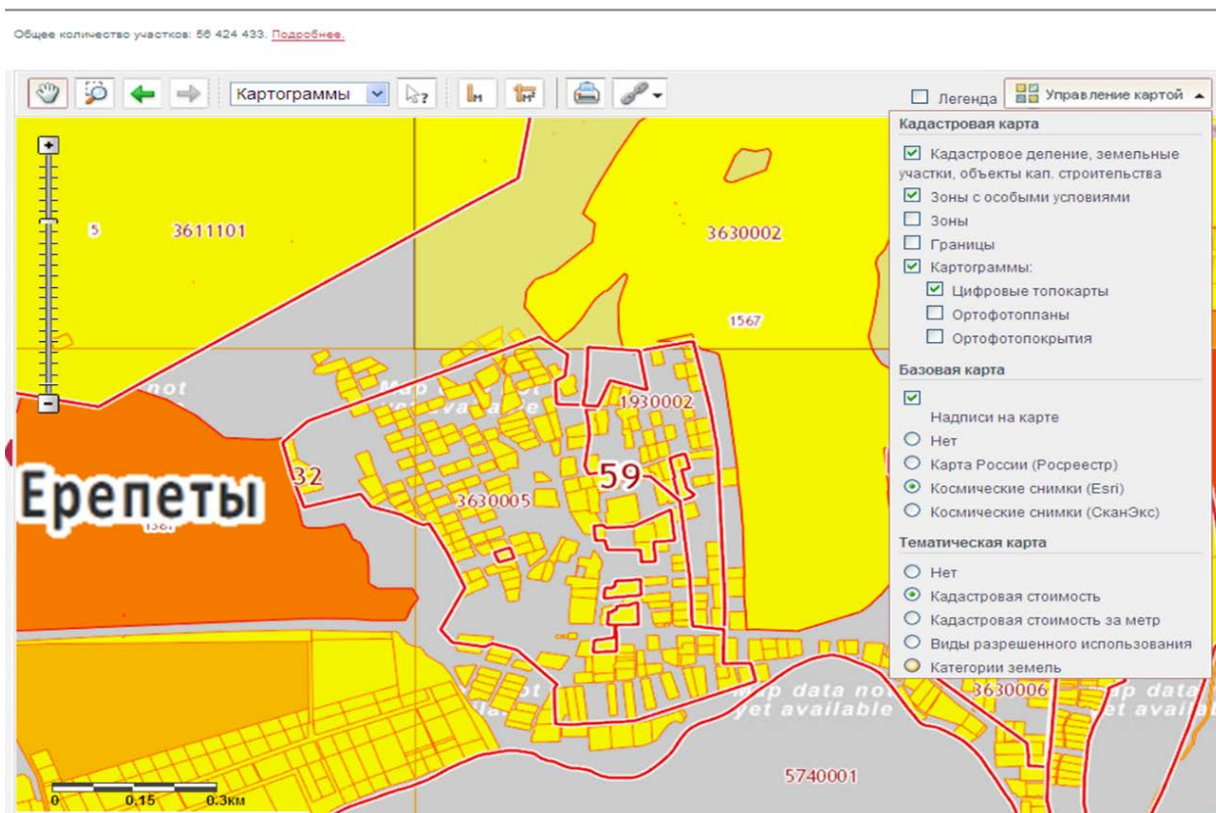 Общее количество участков: 56 424 433. Подробнее.
Картограммы
?
м
м²
Легенда
Управление картой
Кадастровая карта
Кадастровое деление, земельные
участки, объекты кап. строительства
Зоны с особыми условиями
Зоны
Границы
Картограммы:
Цифровые топокарты
Ортофотопланы
Ортофотопокрытия
Базовая карта
Надписи на карте
Нет
Карта России (Росреестр)
Космические снимки (Esri)
Космические снимки (СканЭкс)
Тематическая карта
Нет
Кадастровая стоимость
Кадастровая стоимость за метр
Виды разрешенного использования
Категории земель
5
3611101
3630002
1567
not
Map not
yet available
1930002
32
59
Ерепеты
3630005
Map data not
yet available
3630006
data
5740001
0 0.15 0.3км